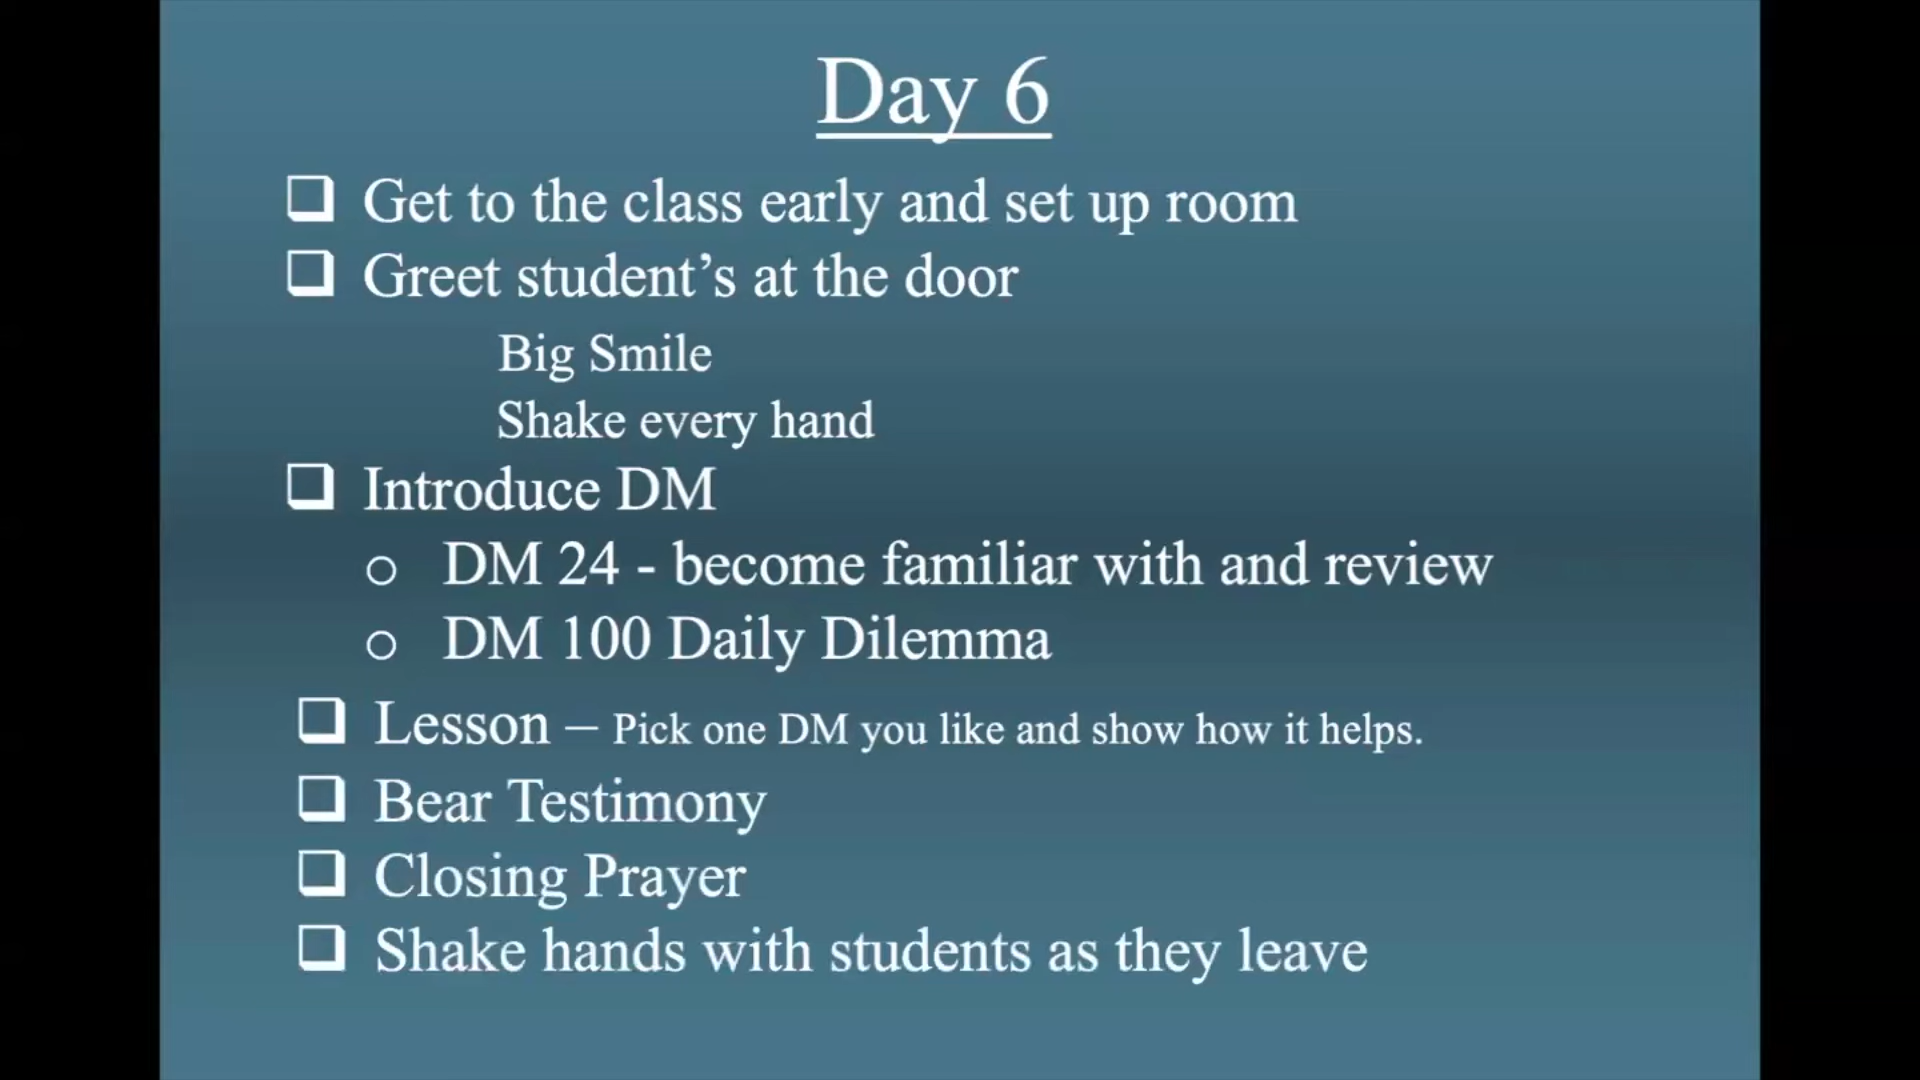 Day 6
❑ Get to the class early and set up room
❑ Greet student’s at the door
Big Smile
Shake every hand
❑ Introduce DM
o DM 24 - become familiar with and review
o DM 100 Daily Dilemma
❑ Lesson – Pick one DM you like and show how it helps.
❑ Bear Testimony
❑ Closing Prayer
❑ Shake hands with students as they leave